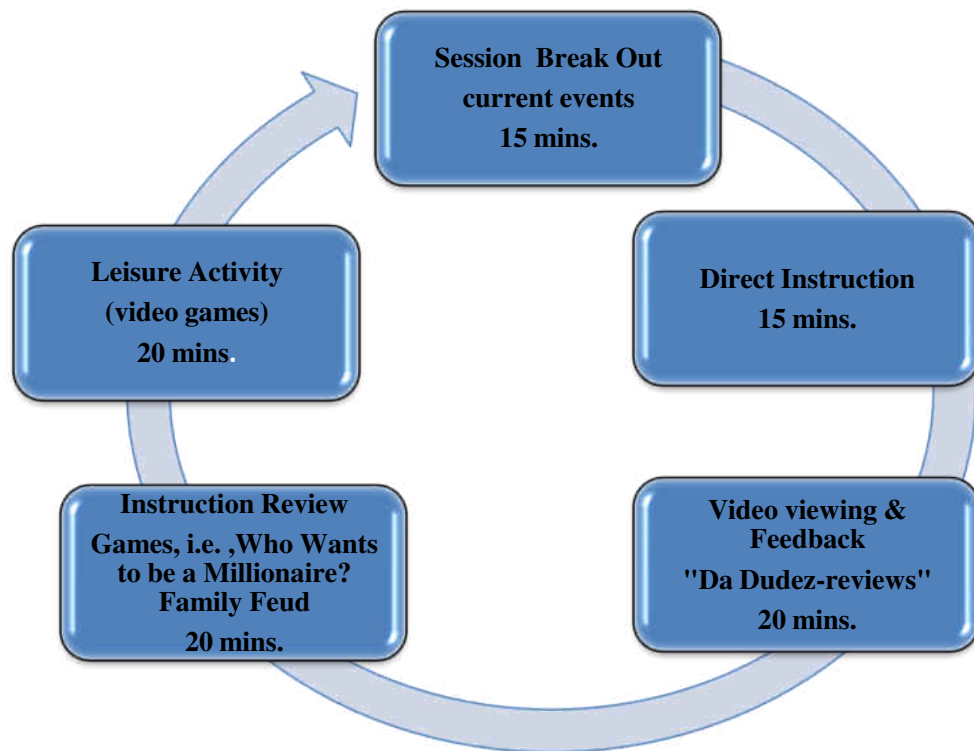 Session Break Out
current events
15 mins.
Direct Instruction
15 mins.
Video viewing &
Feedback
"Da Dudez-reviews"
20 mins.
Instruction Review
Games, i.e. ,Who Wants
to be a Millionaire?
Family Feud
20 mins.
Leisure Activity
(video games)
20 mins.